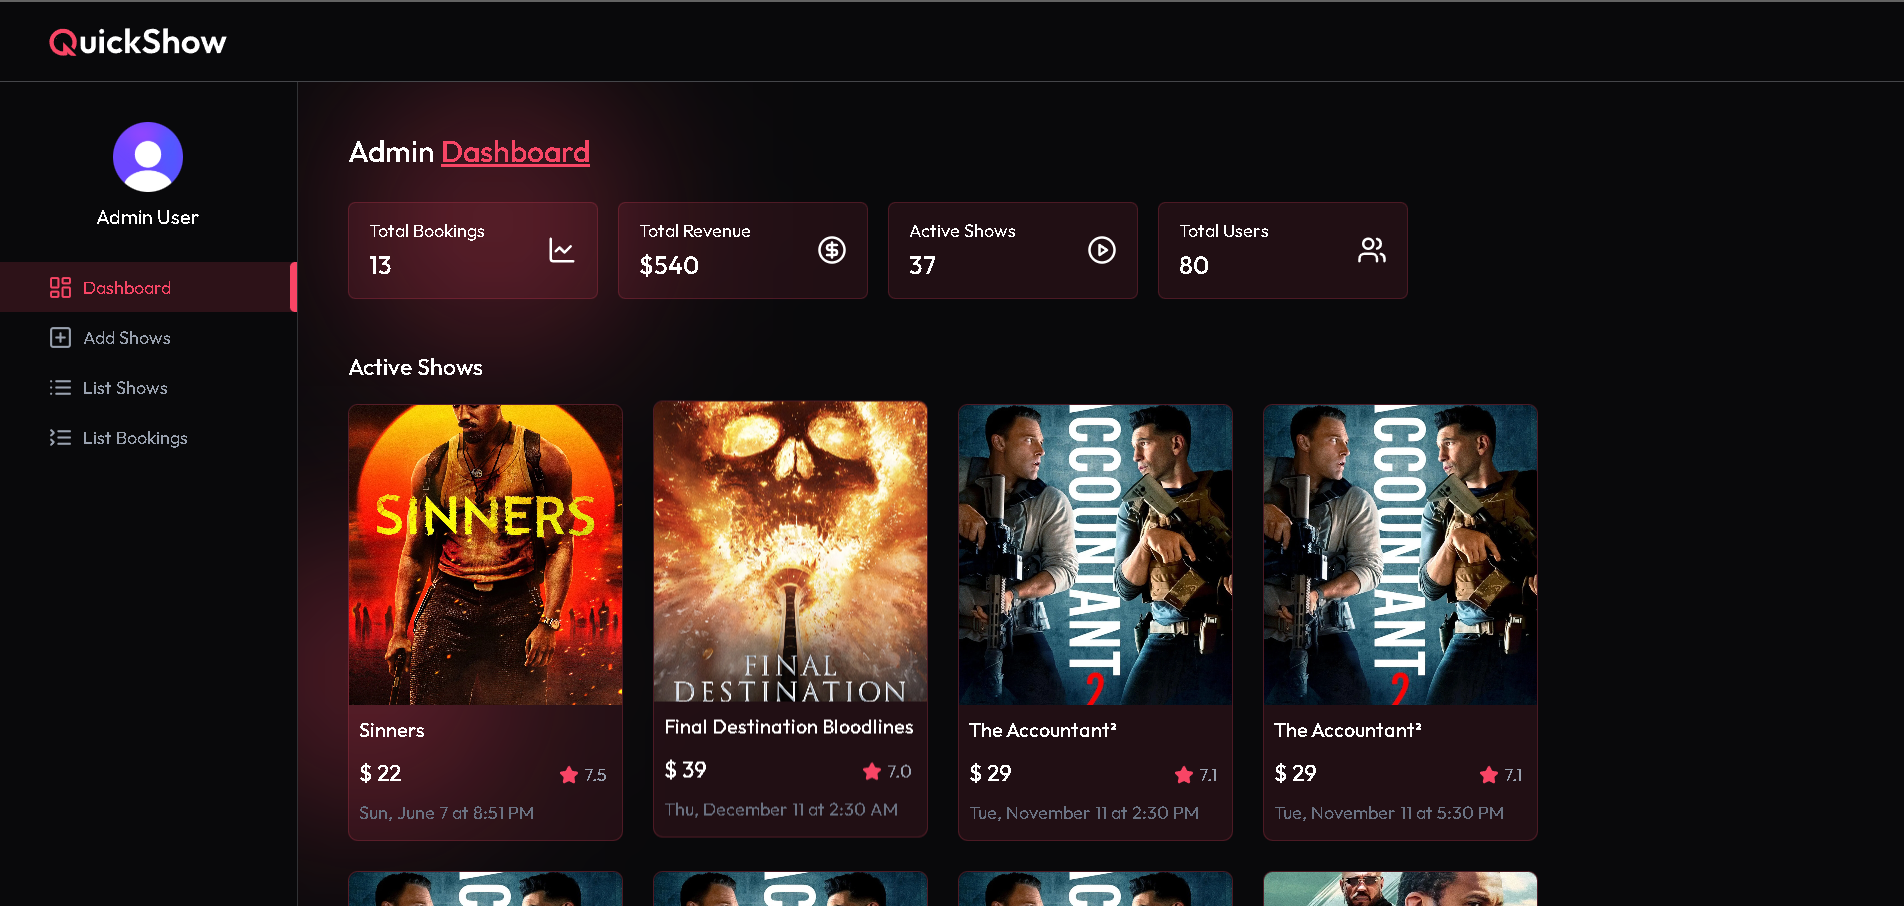 QuickShow
Admin User
Dashboard
Add Shows
List Shows
List Bookings
Admin Dashboard
Total Bookings
13
Total Revenue
$540
Active Shows
37
Total Users
80
Active Shows
SINNERS
Sinners
$ 22
7.5
Sun, June 7 at 8:51 PM
FINAL
DESTINATION
Final Destination Bloodlines
$ 39
7.0
Thu, December 11 at 2:30 AM
ACCOUNTANT
2
The Accountant²
$ 29
7.1
Tue, November 11 at 2:30 PM
ACCOUNTANT
2
The Accountant²
$ 29
7.1
Tue, November 11 at 5:30 PM